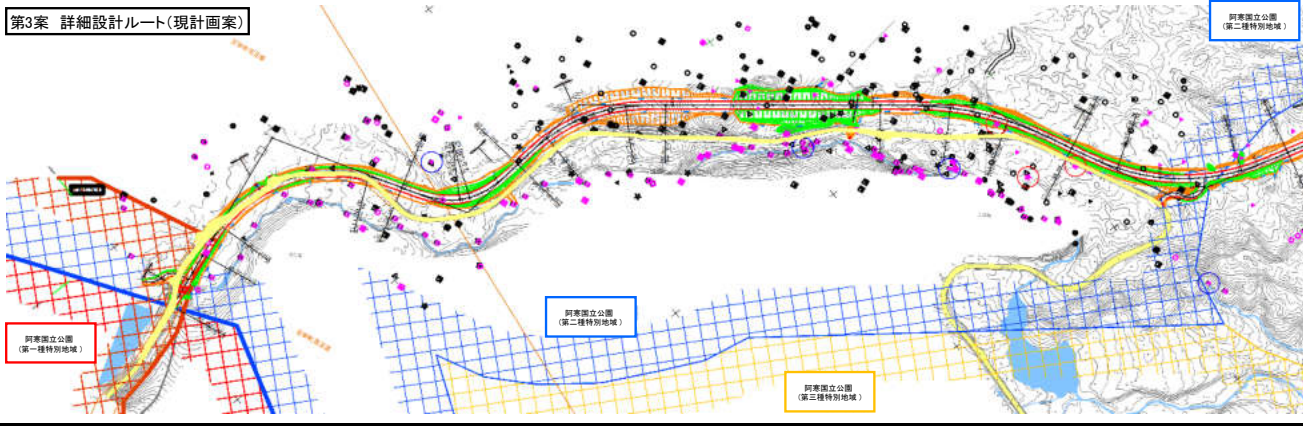 第3案 詳細設計ルート(現計画案)
阿寒国立公園
(第二種特別地域)
阿寒国立公園
(第一種特別地域)
阿寒国立公園
(第二種特別地域)
阿寒国立公園
(第三種特別地域)